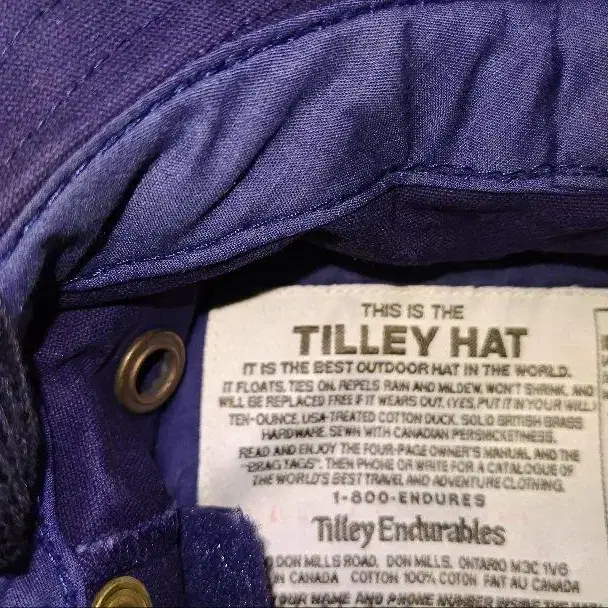 THIS IS THE
TILLEY HAT
IT IS THE BEST OUTDOOR HAT IN THE WORLD.
IT FLOATS, TIES ON, REPELS RAIN AND MILDEW, WON'T SHRINK, AND
WILL BE REPLACED FREE IF IT WEARS OUT. (YES, PUT IT IN YOUR WILL)
TEN-OUNCE, USA-TREATED COTTON DUCK. SOLID BRITISH BRASS
HARDWARE. SEWN WITH CANADIAN PERSNICKETINESS.
READ AND ENJOY THE FOUR-PAGE OWNER'S MANUAL AND THE
"BRAG TAGS". THEN PHONE OR WRITE FOR A CATALOGUE OF
THE WORLD'S BEST TRAVEL AND ADVENTURE CLOTHING.
1-800-ENDURES
Tilley Endurables
DON MILLS ROAD, DON MILLS, ONTARIO M3C 1V6
IN CANADA COTTON 100% COTON FAIT AU CANADA
YOUR NAME AND PHONE NUMBER